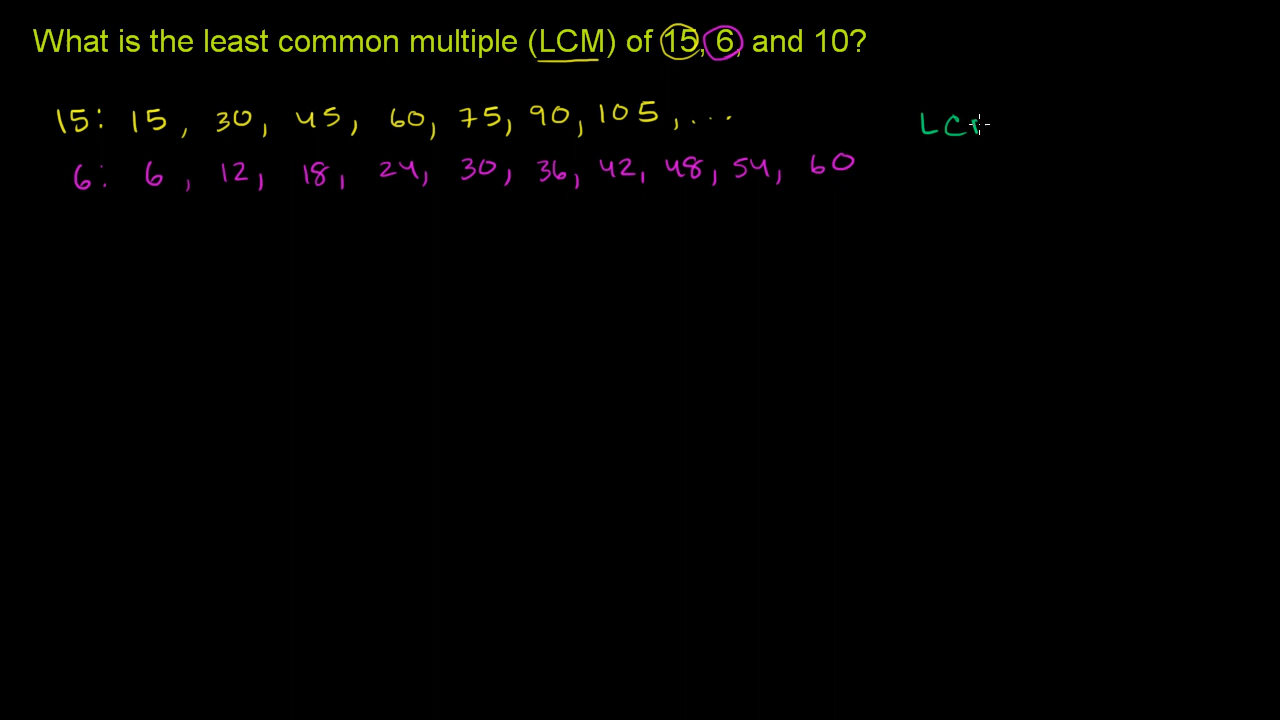 What is the least common multiple (LCM) of 15, 6, and 10?
15: 15, 30, 45, 60, 75, 90, 105, ...
LC
6: 6, 12, 18, 24, 30, 36, 42, 48, 54, 60